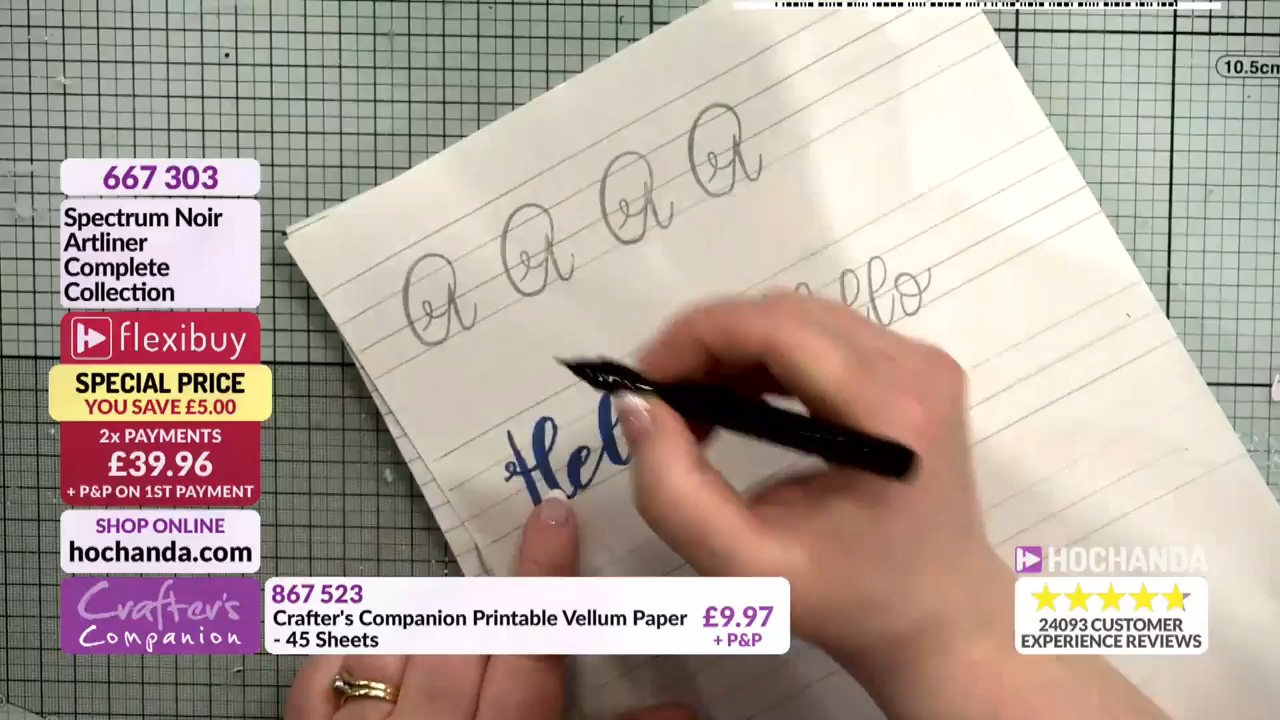 10.5cm
667 303
Spectrum Noir
Artliner
Complete
Collection
flexibuy
SPECIAL PRICE
YOU SAVE £5.00
2x PAYMENTS
£39.96
+ P&P ON 1ST PAYMENT
SHOP ONLINE
hochanda.com
Crafter's
Companion
867 523
Crafter's Companion Printable Vellum Paper
- 45 Sheets
£9.97
+ P&P
HOCHANDA
24093 CUSTOMER
EXPERIENCE REVIEWS
a a a a
ello
Hel